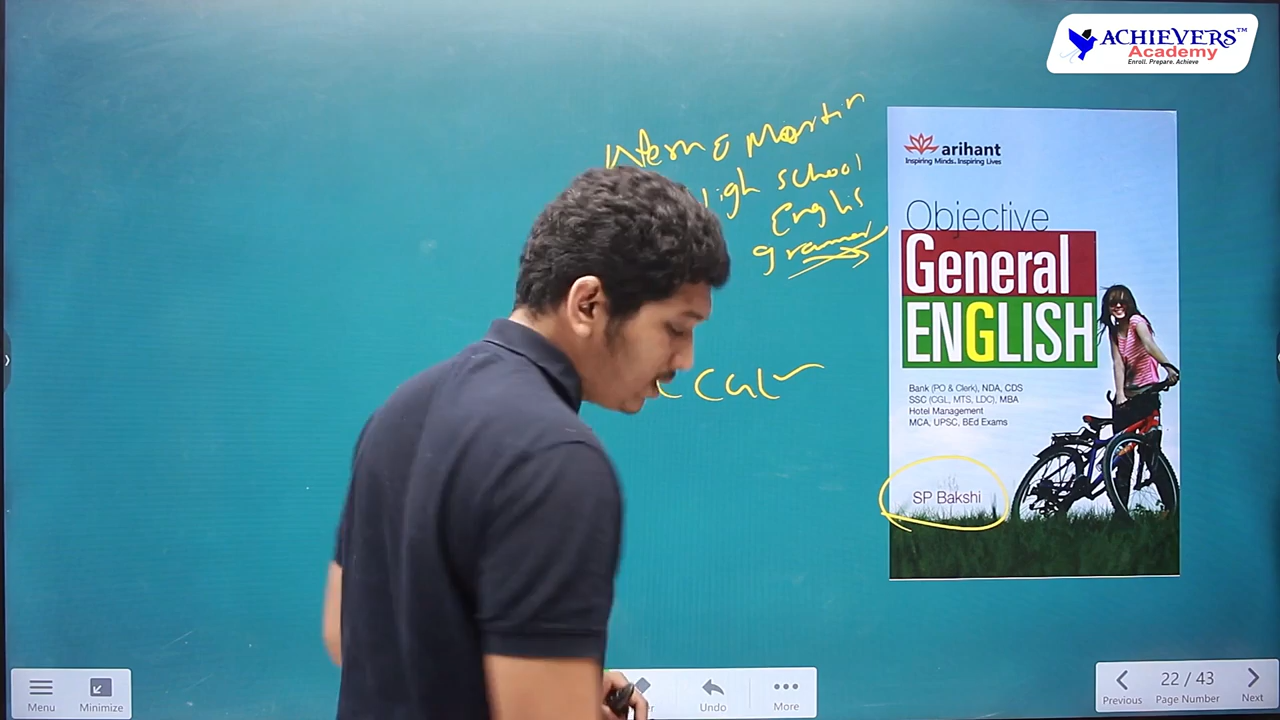 ACHIEVERS™
Academy
Enroll. Prepare. Achieve
Martin
High school
Englis
grammar
CGL
arihant
Inspiring Minds. Inspiring Lives
Objective
General
ENGLISH
Bank (PO & Clerk), NDA, CDS
SSC (CGL, MTS, LDC), MBA
Hotel Management
MCA, UPSC, BEd Exams
SP Bakshi
Menu
Minimize
Undo
More
22 / 43
Previous
Page Number
Next